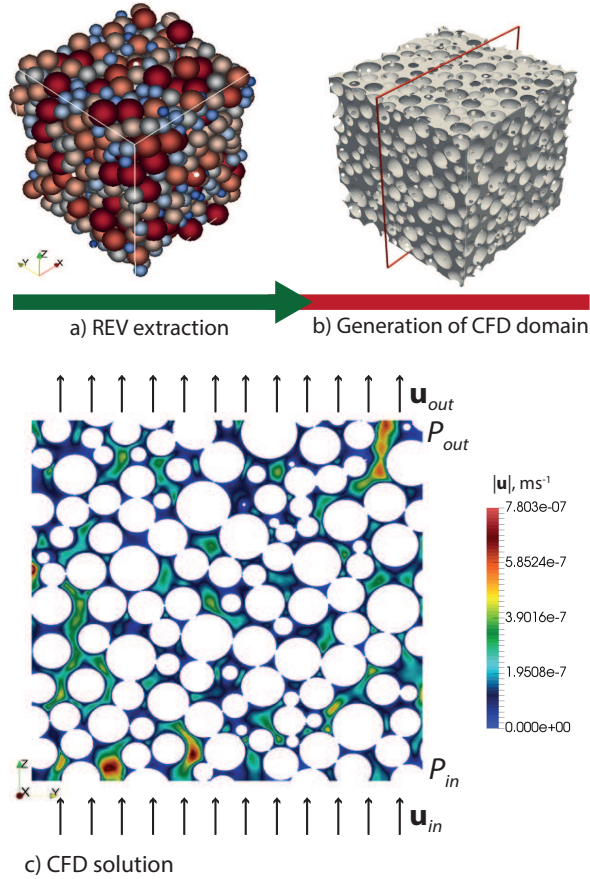 Z
Y
X
a) REV extraction
b) Generation of CFD domain
u_out
P_out
|u|, ms⁻¹
7.803e-07
5.8524e-7
3.9016e-7
1.9508e-7
0.000e+00
Z
X
Y
P_in
u_in
c) CFD solution